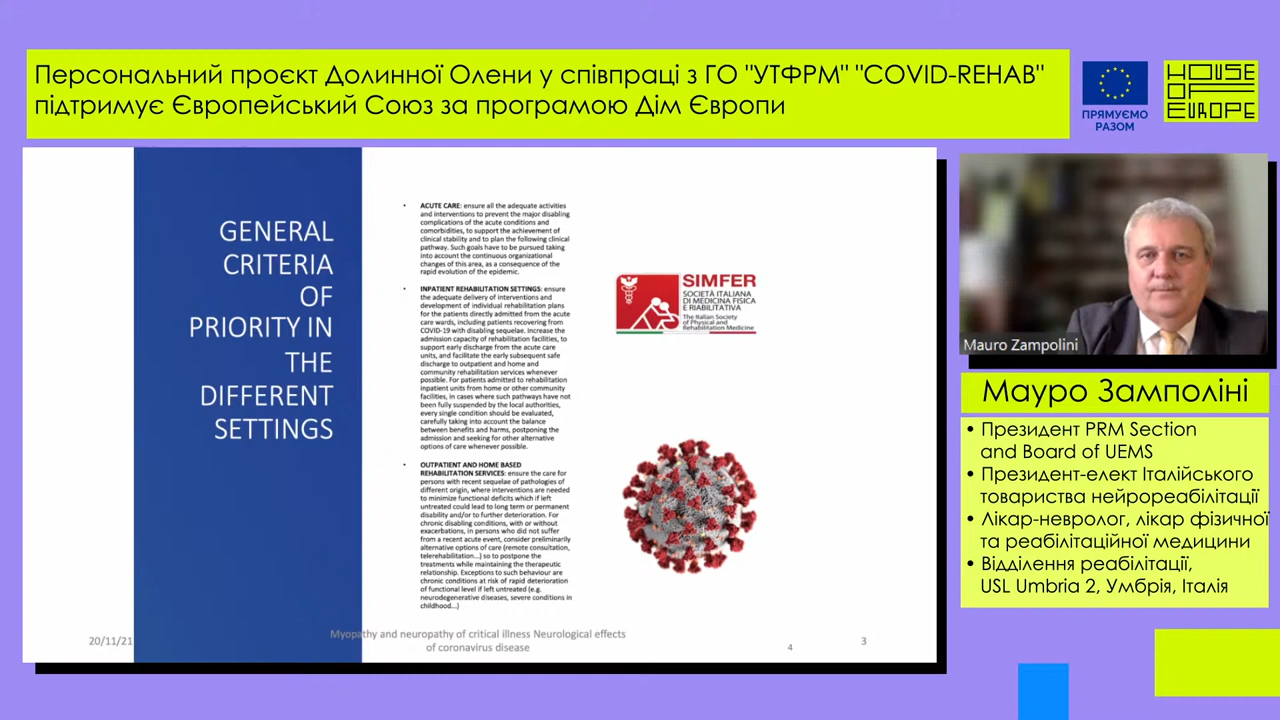 Персональний проєкт Долинної Олени у співпраці з ГО "УТФРМ" "COVID-REHAB"
підтримує Європейський Союз за програмою Дім Європи
ПРЯМУЄМО
РАЗОМ
HOUSE
OF
EUROPE
GENERAL
CRITERIA
OF
PRIORITY IN
THE
DIFFERENT
SETTINGS
• ACUTE CARE: ensure all the adequate activities
and interventions to prevent the major disabling
complications of the acute conditions and
comorbidities, to support the achievement of
clinical stability and to plan the following clinical
pathway. Such goals have to be pursued taking
into account the continuous organizational
changes of this area, as a consequence of the
rapid evolution of the epidemic.
• INPATIENT REHABILITATION SETTINGS: ensure
the adequate delivery of interventions and
development of individual rehabilitation plans
for the patients directly admitted from the acute
care wards, including patients recovering from
COVID-19 with disabling sequelae. Increase the
admission capacity of rehabilitation facilities, to
support early discharge from the acute care
units, and facilitate the early subsequent safe
discharge to outpatient and home and
community rehabilitation services whenever
possible. For patients admitted to rehabilitation
inpatient units from home or other community
facilities, in cases where such pathways have not
been fully suspended by the local authorities,
every single condition should be evaluated,
carefully taking into account the balance
between benefits and harms, postponing the
admission and seeking for other alternative
options of care whenever possible.
• OUTPATIENT AND HOME BASED
REHABILITATION SERVICES: ensure the care for
persons with recent sequelae of pathologies of
different origin, where interventions are needed
to minimize functional deficits which if left
untreated could lead to long term or permanent
disability and/or to further deterioration. For
chronic disabling conditions, with or without
exacerbations, in persons who did not suffer
from a recent acute event, consider preliminarily
alternative options of care (remote consultation,
telerehabilitation...) so to postpone the
treatments while maintaining the therapeutic
relationship. Exceptions to such behaviour are
chronic conditions at risk of rapid deterioration
of functional level if left untreated (e.g.
neurodegenerative diseases, severe conditions in
childhood...)
SIMFER
SOCIETÀ ITALIANA
DI MEDICINA FISICA
E RIABILITATIVA
The Italian Society
of Physical and
Rehabilitation Medicine
20/11/21
Myopathy and neuropathy of critical illness Neurological effects
of coronavirus disease
4
3
Mauro Zampolini
Мауро Замполіні
• Президент PRM Section
and Board of UEMS
• Президент-елект Італійського
товариства нейрореабілітації
• Лікар-невролог, лікар фізичної
та реабілітаційної медицини
• Відділення реабілітації,
USL Umbria 2, Умбрія, Італія